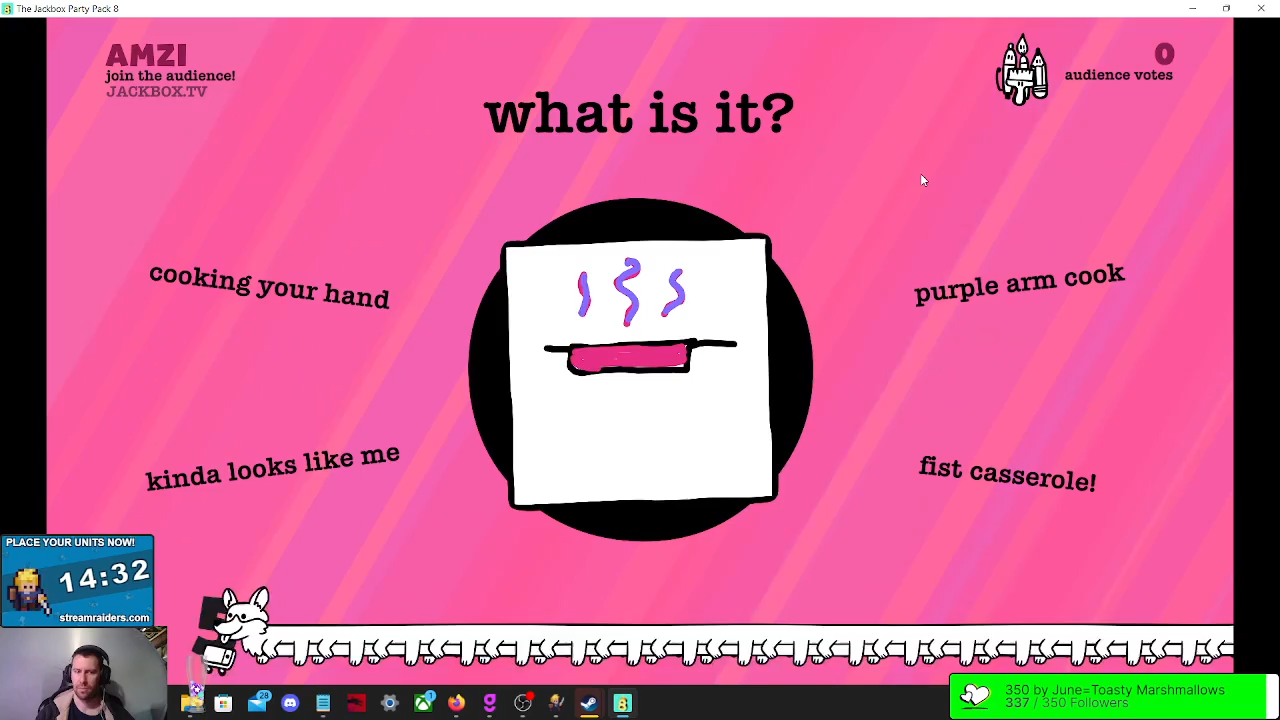 The Jackbox Party Pack 8
AMZI
join the audience!
JACKBOX.TV
0
audience votes
what is it?
cooking your hand
purple arm cook
kinda looks like me
fist casserole!
PLACE YOUR UNITS NOW!
14:32
streamraiders.com
28
1
350 by June=Toasty Marshmallows
337 / 350 Followers